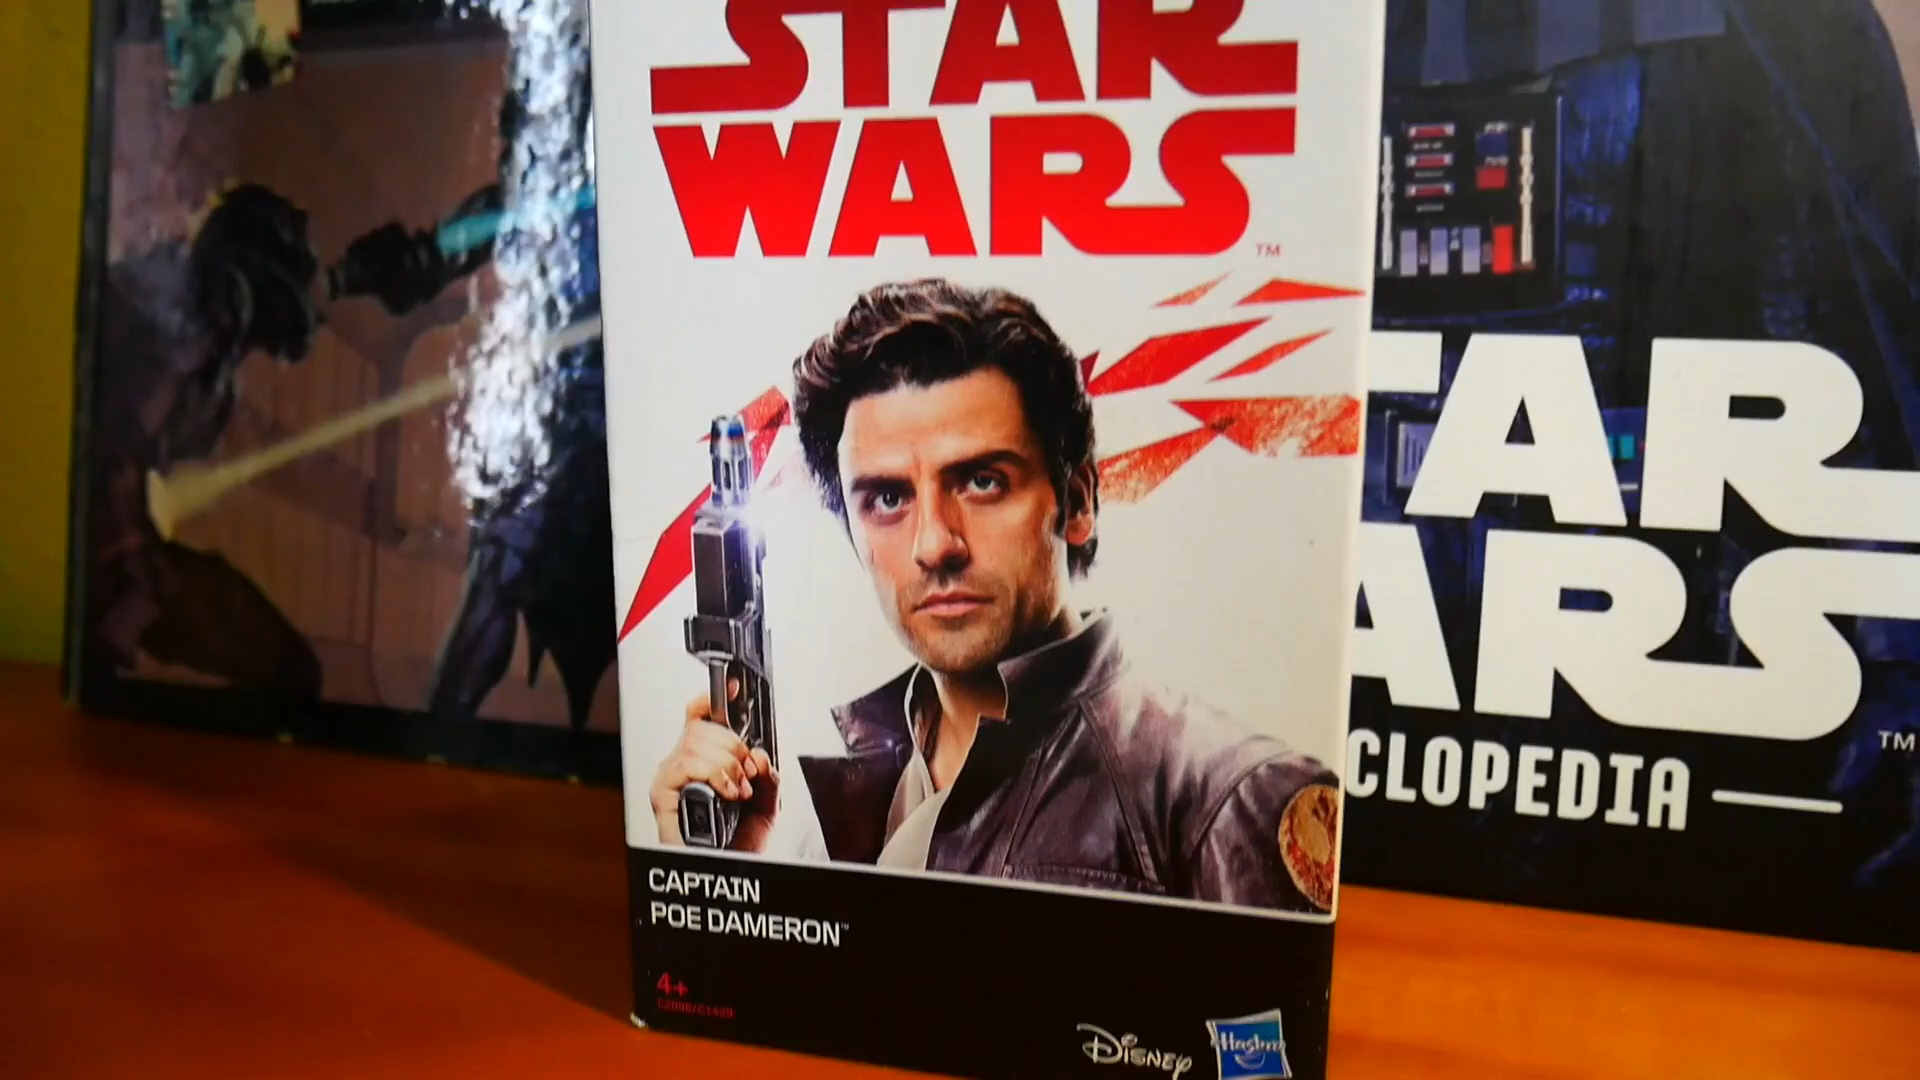 STAR
WARS
TM
CAPTAIN
POE DAMERON™
4+
Disney
Hasbro
TAR
ARS
TM
CLOPEDIA